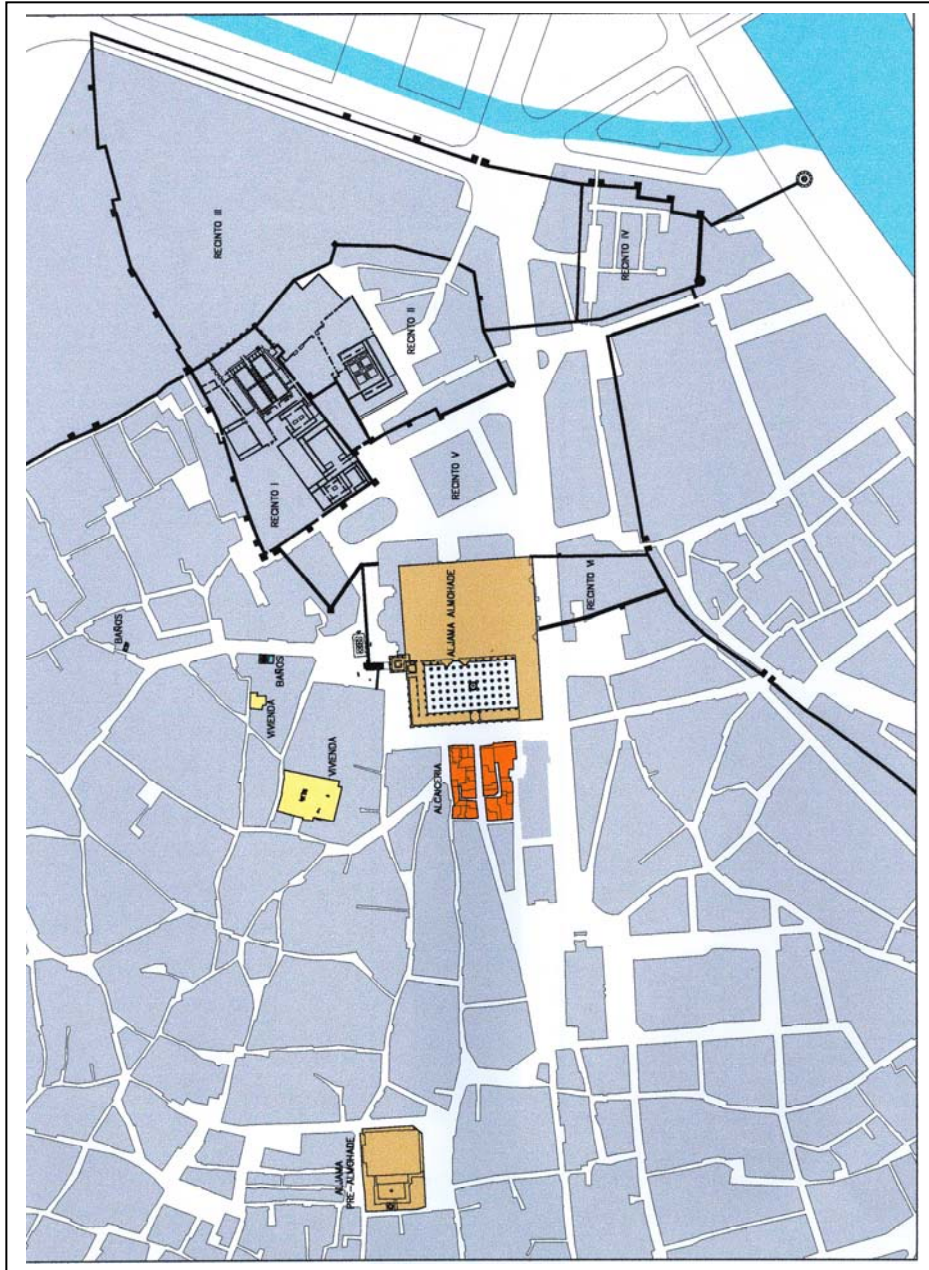 RECINTO III
RECINTO IV
RECINTO II
RECINTO V
RECINTO I
RECINTO VI
ALJAMA ALMOHADE
BAÑOS
BAÑOS
VIVIENDA
VIVIENDA
ALCAICERIA
ALJAMA
PRE-ALMOHADE